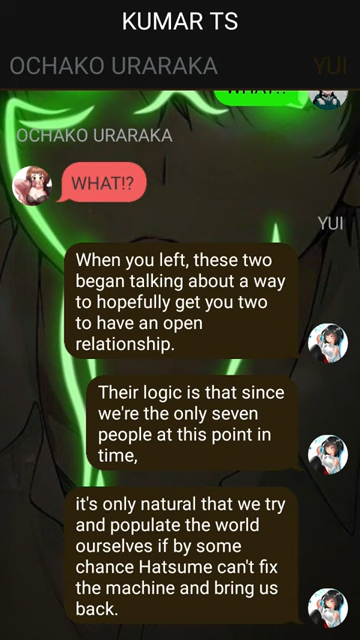 KUMAR TS
OCHAKO URARAKA
YUI
WHAT!?
OCHAKO URARAKA
WHAT!?
YUI
When you left, these two
began talking about a way
to hopefully get you two
to have an open
relationship.
Their logic is that since
we're the only seven
people at this point in
time,
it's only natural that we try
and populate the world
ourselves if by some
chance Hatsume can't fix
the machine and bring us
back.